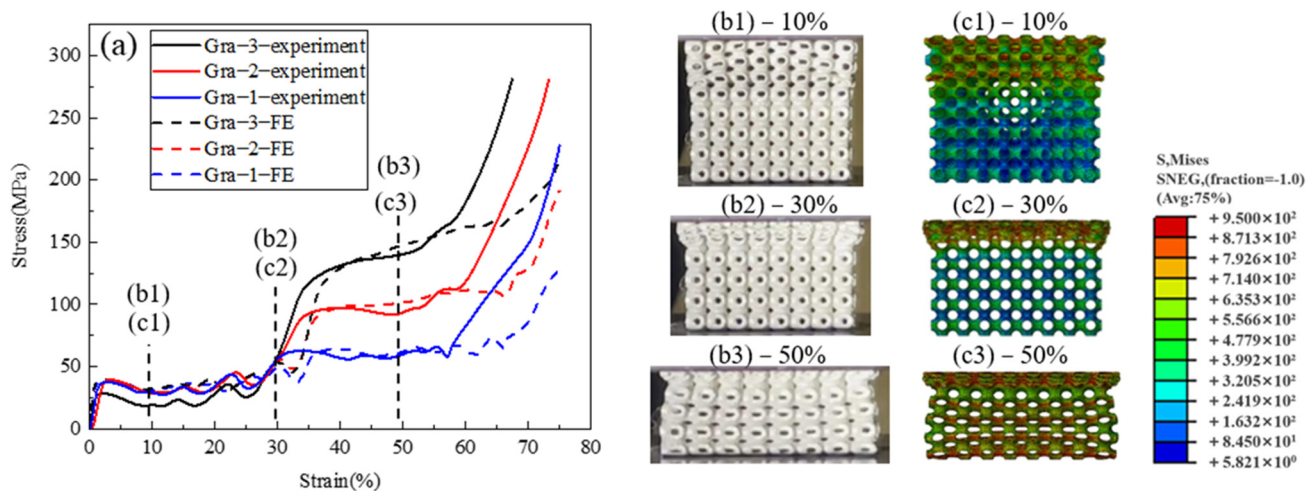 (a)
Gra−3−experiment
Gra−2−experiment
Gra−1−experiment
Gra−3−FE
Gra−2−FE
Gra−1−FE
Stress(MPa)
300
250
200
150
100
50
0
(b1)
(c1)
(b2)
(c2)
(b3)
(c3)
0 10 20 30 40 50 60 70 80
Strain(%)
(b1) – 10%
(c1) – 10%
(b2) – 30%
(c2) – 30%
(b3) – 50%
(c3) – 50%
S,Mises
SNEG,(fraction=-1.0)
(Avg:75%)
+ 9.500×10²
+ 8.713×10²
+ 7.926×10²
+ 7.140×10²
+ 6.353×10²
+ 5.566×10²
+ 4.779×10²
+ 3.992×10²
+ 3.205×10²
+ 2.419×10²
+ 1.632×10²
+ 8.450×10¹
+ 5.821×10⁰